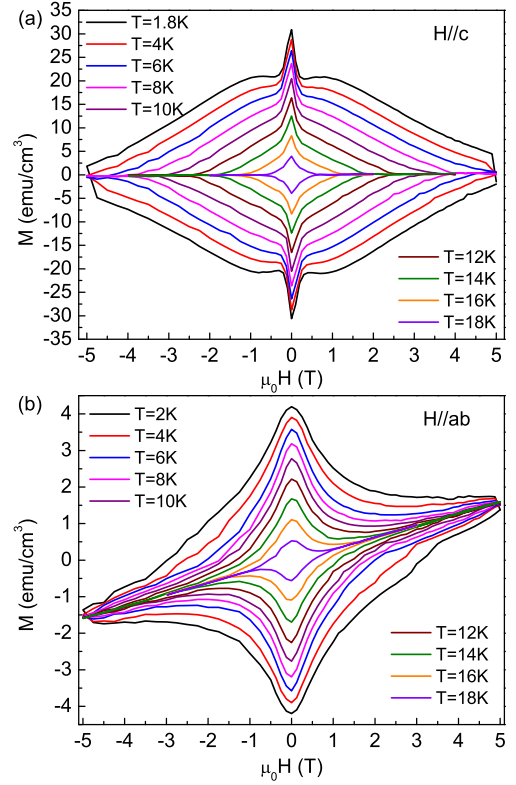 (a)
H//c
T=1.8K
T=4K
T=6K
T=8K
T=10K
T=12K
T=14K
T=16K
T=18K
35
30
25
20
15
10
5
0
-5
-10
-15
-20
-25
-30
-35
M (emu/cm³)
-5 -4 -3 -2 -1 0 1 2 3 4 5
μ₀H (T)
(b)
H//ab
T=2K
T=4K
T=6K
T=8K
T=10K
T=12K
T=14K
T=16K
T=18K
4
3
2
1
0
-1
-2
-3
-4
M (emu/cm³)
-5 -4 -3 -2 -1 0 1 2 3 4 5
μ₀H (T)